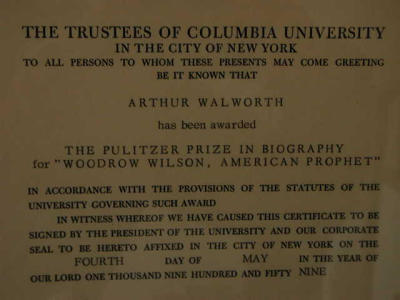 THE TRUSTEES OF COLUMBIA UNIVERSITY
IN THE CITY OF NEW YORK
TO ALL PERSONS TO WHOM THESE PRESENTS MAY COME GREETING
BE IT KNOWN THAT
ARTHUR WALWORTH
has been awarded
THE PULITZER PRIZE IN BIOGRAPHY
for "WOODROW WILSON, AMERICAN PROPHET"
IN ACCORDANCE WITH THE PROVISIONS OF THE STATUTES OF THE
UNIVERSITY GOVERNING SUCH AWARD
IN WITNESS WHEREOF WE HAVE CAUSED THIS CERTIFICATE TO BE
SIGNED BY THE PRESIDENT OF THE UNIVERSITY AND OUR CORPORATE
SEAL TO BE HERETO AFFIXED IN THE CITY OF NEW YORK ON THE
FOURTH DAY OF MAY IN THE YEAR OF
OUR LORD ONE THOUSAND NINE HUNDRED AND FIFTY NINE